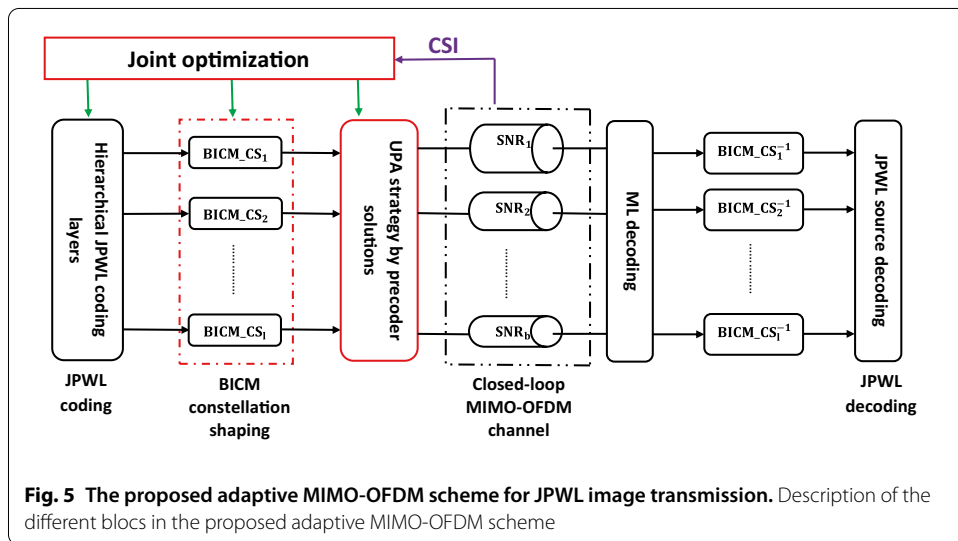 Joint optimization
CSI
Hierarchical JPWL coding
layers
BICM_CS₁
BICM_CS₂
BICM_CSₗ
UPA strategy by precoder
solutions
SNR₁
SNR₂
SNR_b
ML decoding
BICM_CS₁⁻¹
BICM_CS₂⁻¹
BICM_CSₗ⁻¹
JPWL source decoding
JPWL
coding
BICM
constellation
shaping
Closed-loop
MIMO-OFDM
channel
JPWL
decoding
Fig. 5 The proposed adaptive MIMO-OFDM scheme for JPWL image transmission. Description of the
different blocs in the proposed adaptive MIMO-OFDM scheme